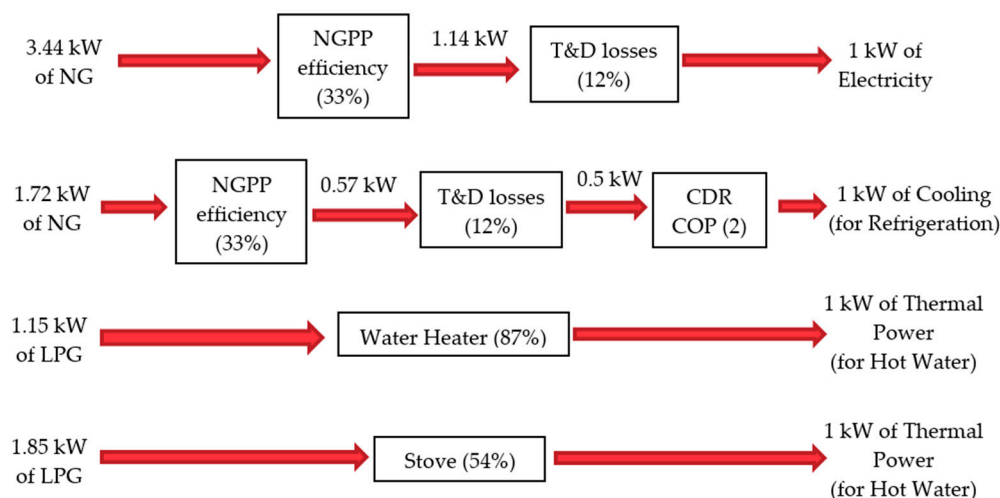 3.44 kW
of NG
NGPP
efficiency
(33%)
1.14 kW
T&D losses
(12%)
1 kW of
Electricity
1.72 kW
of NG
NGPP
efficiency
(33%)
0.57 kW
T&D losses
(12%)
0.5 kW
CDR
COP (2)
1 kW of Cooling
(for Refrigeration)
1.15 kW
of LPG
Water Heater (87%)
1 kW of Thermal
Power
(for Hot Water)
1.85 kW
of LPG
Stove (54%)
1 kW of Thermal
Power
(for Hot Water)